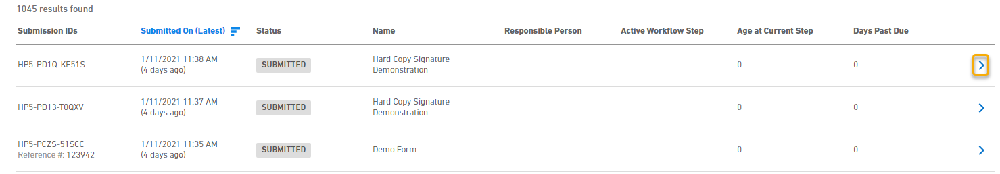 1045 results found
Submission IDs Submitted On (Latest) Status Name Responsible Person Active Workflow Step Age at Current Step Days Past Due
HP5-PD1Q-KE51S 1/11/2021 11:38 AM (4 days ago) SUBMITTED Hard Copy Signature Demonstration 0 0
HP5-PD13-T0QXV 1/11/2021 11:37 AM (4 days ago) SUBMITTED Hard Copy Signature Demonstration 0 0
HP5-PCZS-51SCC Reference #: 123942 1/11/2021 11:35 AM (4 days ago) SUBMITTED Demo Form 0 0